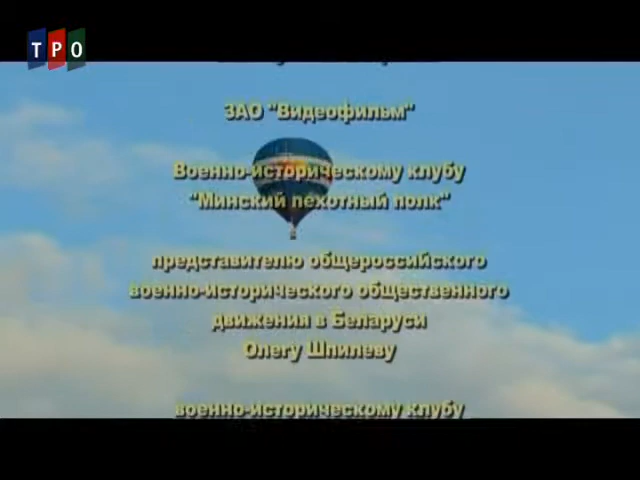 ТРО
ЗАО "Видеофильм"
Военно-историческому клубу
"Минский пехотный полк"
представителю общероссийского
военно-исторического общественного
движения в Беларуси
Олегу Шпилеву
военно-историческому клубу